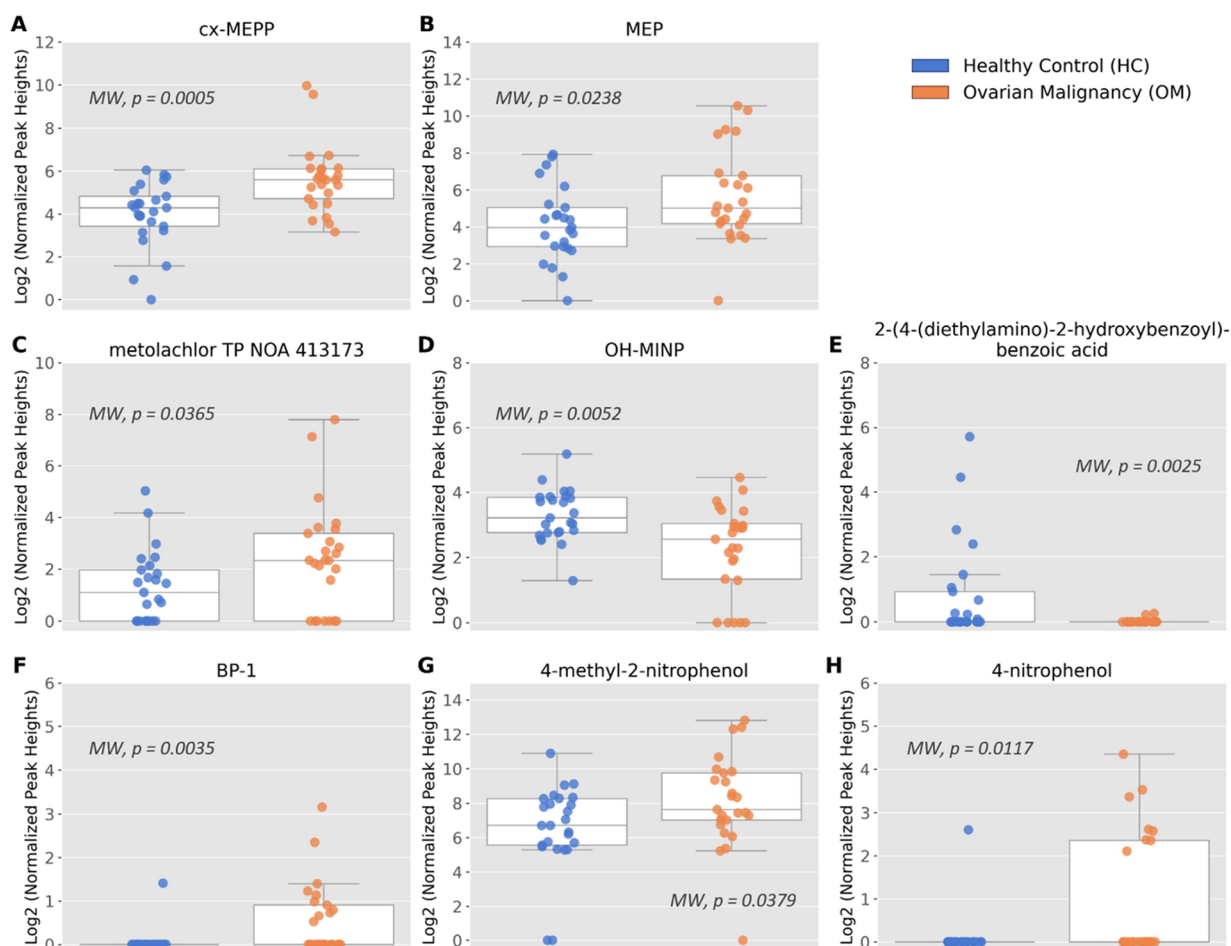 A
cx-MEPP
Log2 (Normalized Peak Heights)
12
10
8
6
4
2
0
MW, p = 0.0005
B
MEP
Log2 (Normalized Peak Heights)
14
12
10
8
6
4
2
0
MW, p = 0.0238
Healthy Control (HC)
Ovarian Malignancy (OM)
C
metolachlor TP NOA 413173
Log2 (Normalized Peak Heights)
10
8
6
4
2
0
MW, p = 0.0365
D
OH-MINP
Log2 (Normalized Peak Heights)
8
6
4
2
0
MW, p = 0.0052
E
2-(4-(diethylamino)-2-hydroxybenzoyl)-
benzoic acid
Log2 (Normalized Peak Heights)
8
6
4
2
0
MW, p = 0.0025
F
BP-1
Log2 (Normalized Peak Heights)
6
5
4
3
2
1
0
MW, p = 0.0035
G
4-methyl-2-nitrophenol
Log2 (Normalized Peak Heights)
14
12
10
8
6
4
2
0
MW, p = 0.0379
H
4-nitrophenol
Log2 (Normalized Peak Heights)
6
5
4
3
2
1
0
MW, p = 0.0117